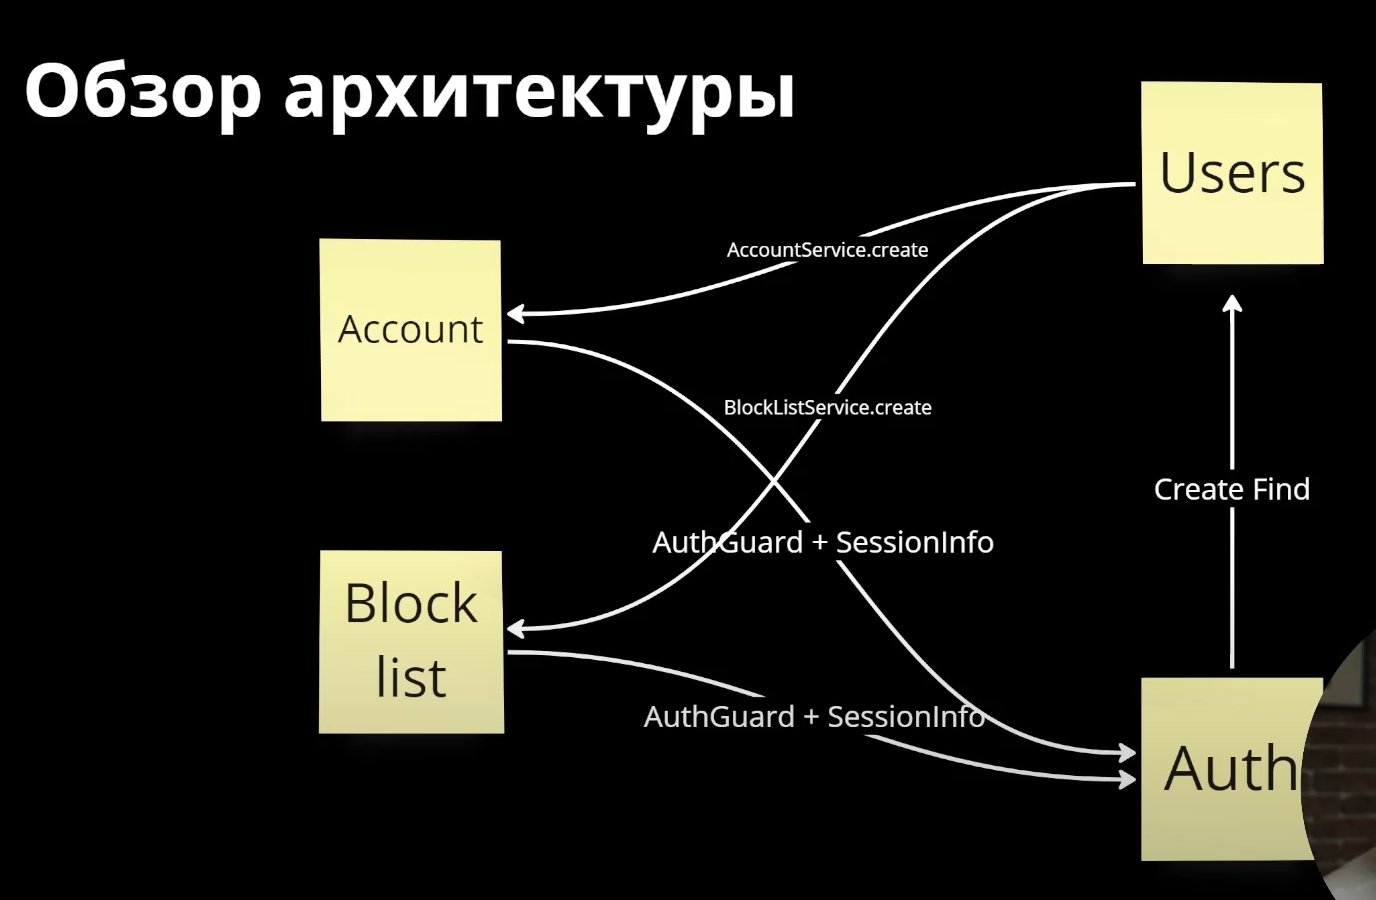 Обзор архитектуры
Users
AccountService.create
Account
BlockListService.create
Create Find
AuthGuard + SessionInfo
Block
list
AuthGuard + SessionInfo
Auth